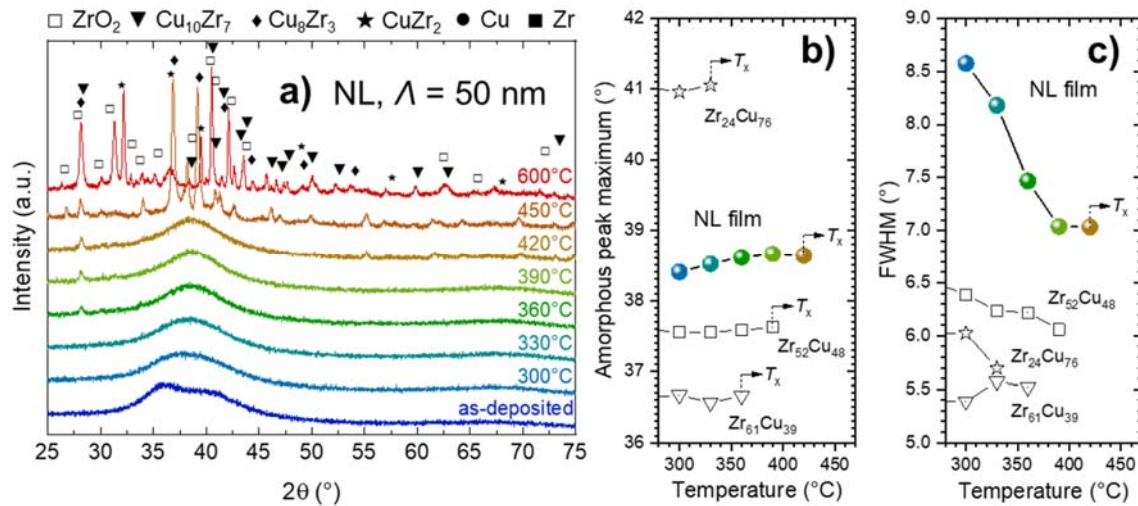 □ ZrO2 ▼ Cu10Zr7 ♦ Cu8Zr3 ★ CuZr2 ● Cu ■ Zr
a) NL, Λ = 50 nm
600°C
450°C
420°C
390°C
360°C
330°C
300°C
as-deposited
Intensity (a.u.)
25 30 35 40 45 50 55 60 65 70 75
2θ (°)
b)
Tx
Zr24Cu76
NL film
Tx
Tx
Zr52Cu48
Tx
Zr61Cu39
Amorphous peak maximum (°)
42
41
40
39
38
37
36
300 350 400 450
Temperature (°C)
c)
NL film
Tx
Zr52Cu48
Zr24Cu76
Zr61Cu39
FWHM (°)
9.0
8.5
8.0
7.5
7.0
6.5
6.0
5.5
5.0
300 350 400 450
Temperature (°C)